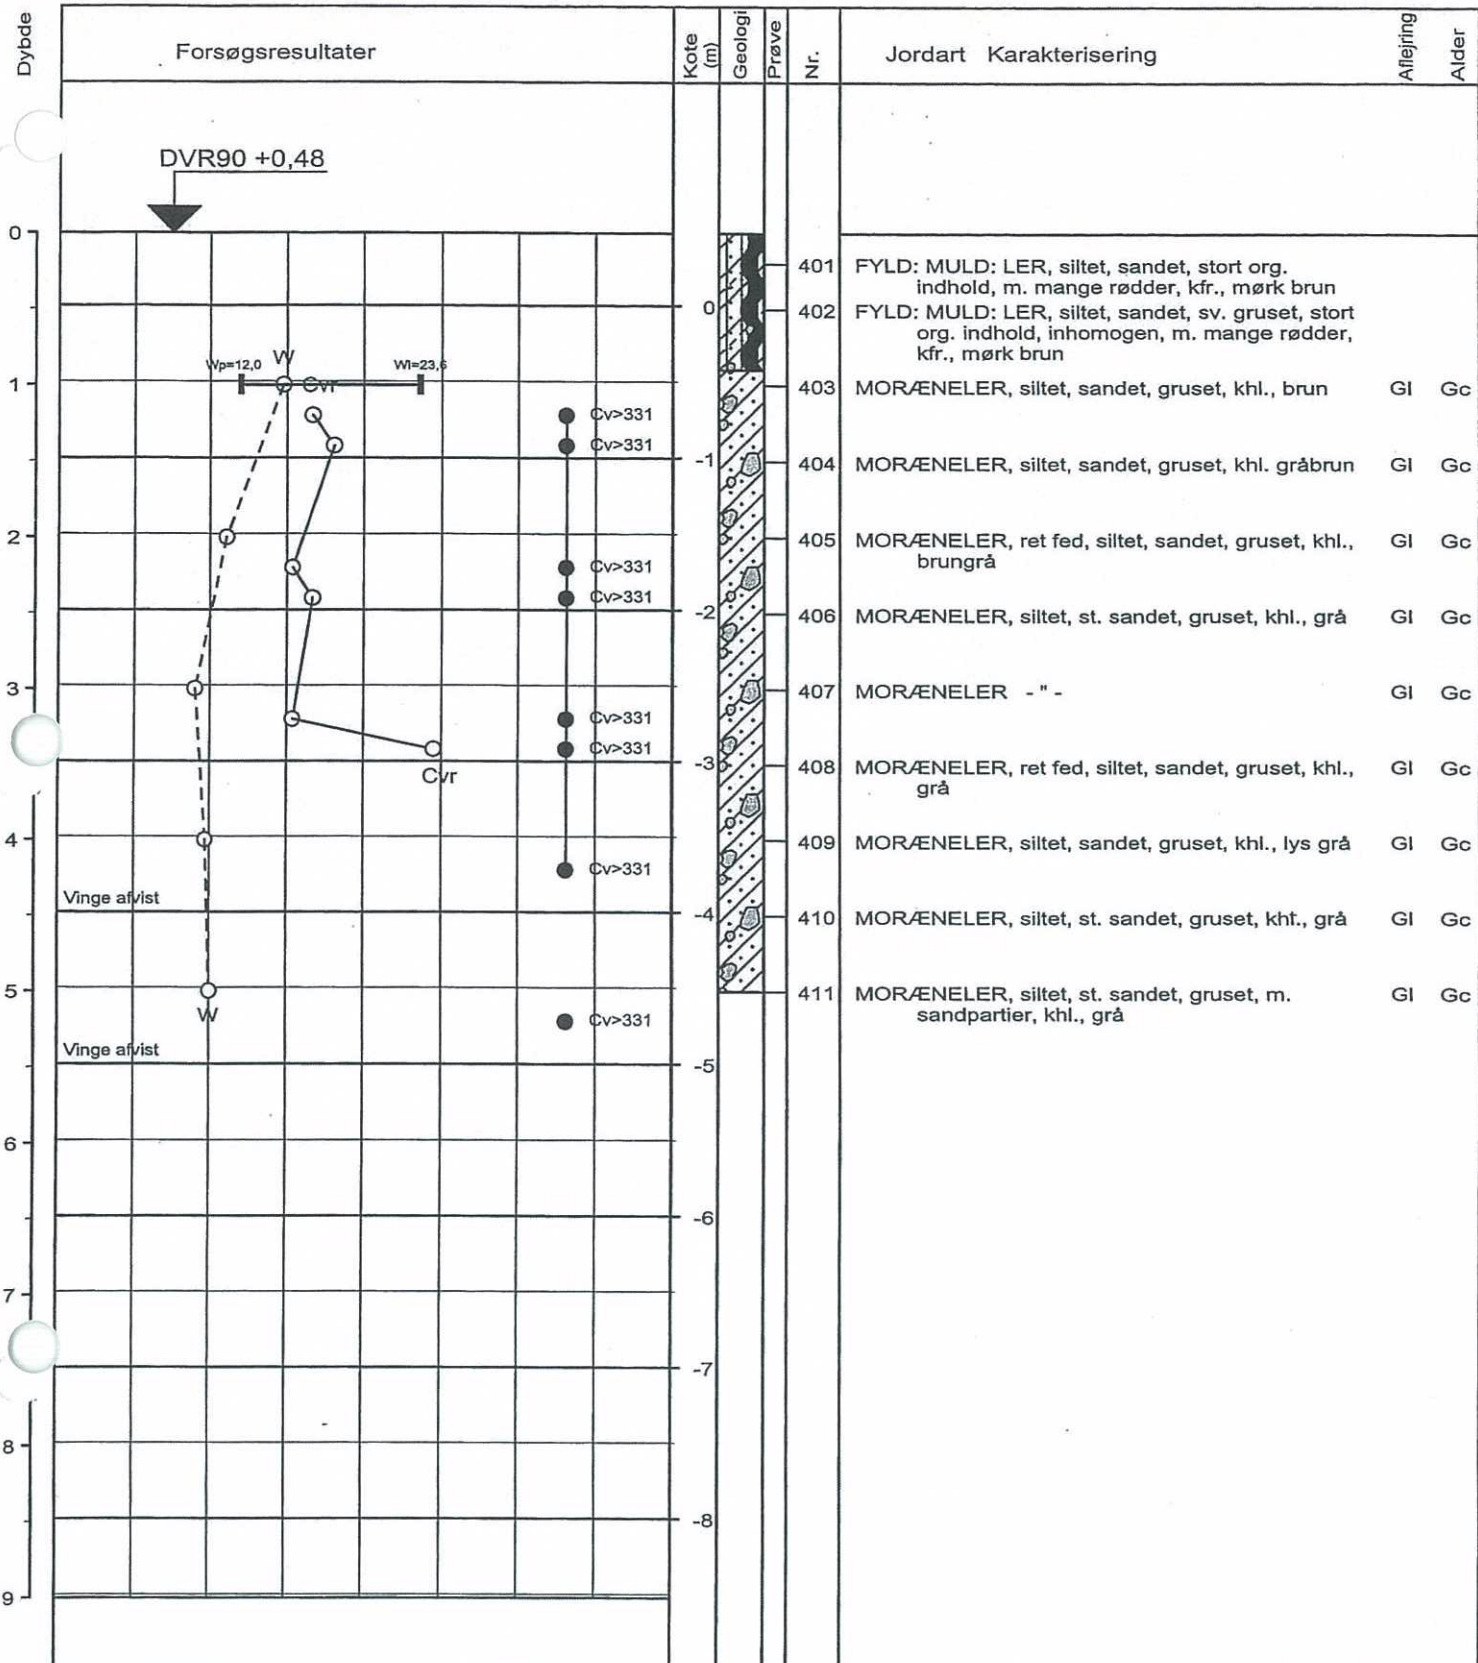 Dybde
Forsøgsresultater
Kote
(m)
Geologi
Prøve
Nr.
Jordart Karakterisering
Aflejring
Alder
DVR90 +0,48
0
401 FYLD: MULD: LER, siltet, sandet, stort org.
indhold, m. mange rødder, kfr., mørk brun
0
402 FYLD: MULD: LER, siltet, sandet, sv. gruset, stort
org. indhold, inhomogen, m. mange rødder,
kfr., mørk brun
Wp=12,0
W
Wl=23,6
1
Cvr
403 MORÆNELER, siltet, sandet, gruset, khl., brun Gl Gc
Cv>331
Cv>331
-1
404 MORÆNELER, siltet, sandet, gruset, khl. gråbrun Gl Gc
2
405 MORÆNELER, ret fed, siltet, sandet, gruset, khl., Gl Gc
brungrå
Cv>331
Cv>331
-2
406 MORÆNELER, siltet, st. sandet, gruset, khl., grå Gl Gc
3
407 MORÆNELER - " - Gl Gc
Cv>331
Cv>331
-3
Cvr
408 MORÆNELER, ret fed, siltet, sandet, gruset, khl., Gl Gc
grå
4
409 MORÆNELER, siltet, sandet, gruset, khl., lys grå Gl Gc
Cv>331
Vinge afvist
-4
410 MORÆNELER, siltet, st. sandet, gruset, khl., grå Gl Gc
5
411 MORÆNELER, siltet, st. sandet, gruset, m. Gl Gc
sandpartier, khl., grå
W
Cv>331
Vinge afvist
-5
6
-6
7
-7
8
-8
9